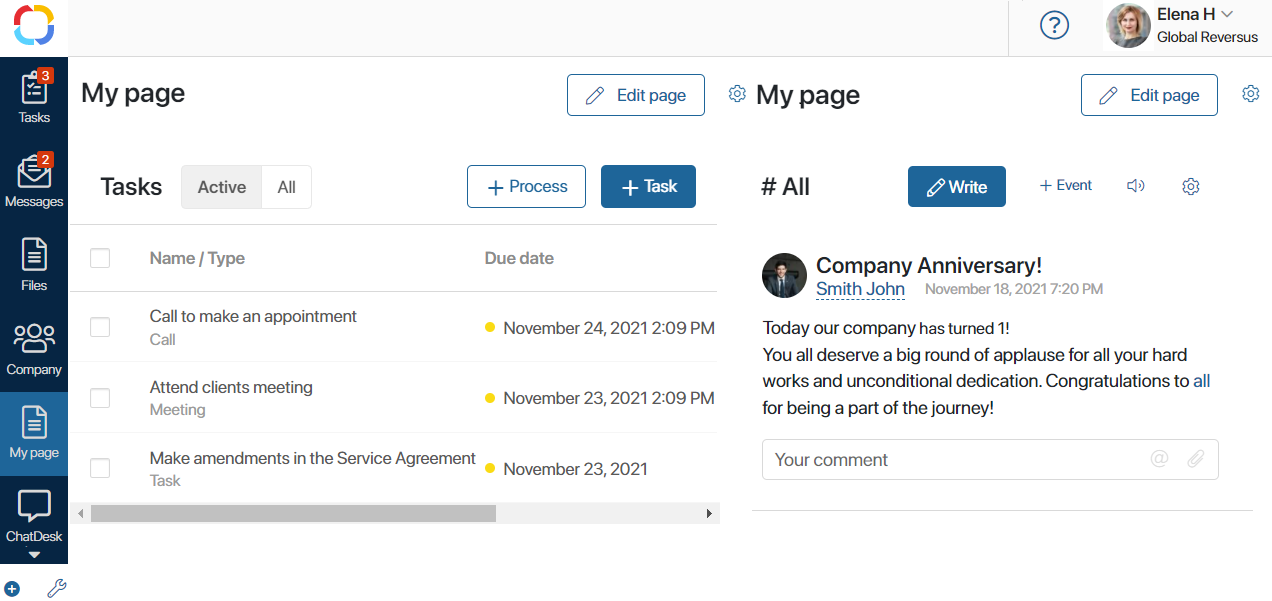 Elena H
Global Reversus
3
Tasks
2
Messages
Files
Company
My page
ChatDesk
My page
Edit page
Tasks
Active
All
+ Process
+ Task
Name / Type
Due date
Call to make an appointment
Call
November 24, 2021 2:09 PM
Attend clients meeting
Meeting
November 23, 2021 2:09 PM
Make amendments in the Service Agreement
Task
November 23, 2021
My page
Edit page
# All
Write
+ Event
Company Anniversary!
Smith John November 18, 2021 7:20 PM
Today our company has turned 1!
You all deserve a big round of applause for all your hard
works and unconditional dedication. Congratulations to all
for being a part of the journey!
Your comment @